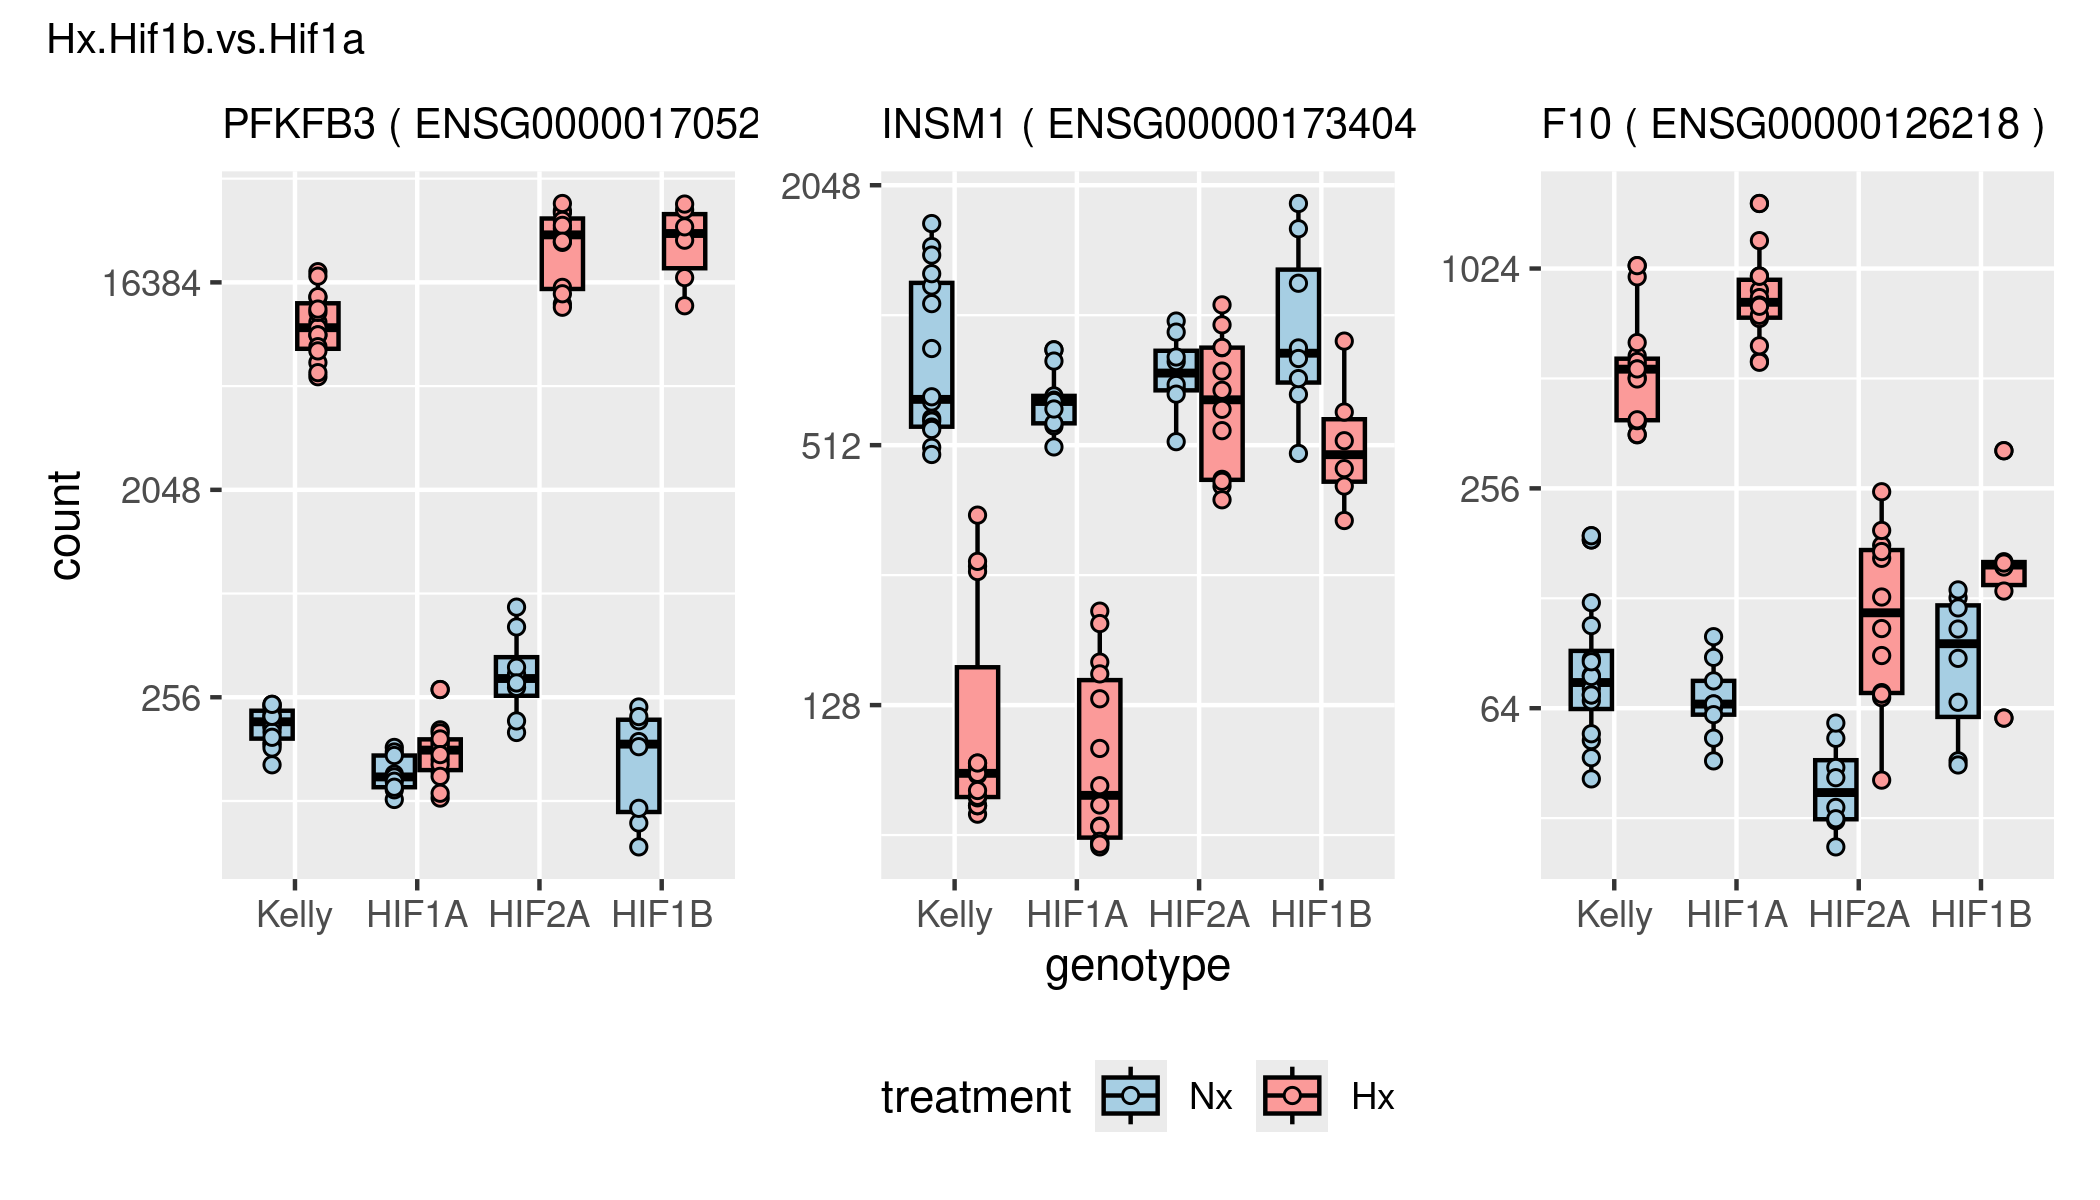 Hx.Hif1b.vs.Hif1a
PFKFB3 ( ENSG0000017052
INSM1 ( ENSG00000173404
F10 ( ENSG00000126218 )
count
16384
2048
256
2048
512
128
1024
256
64
Kelly HIF1A HIF2A HIF1B
Kelly HIF1A HIF2A HIF1B
Kelly HIF1A HIF2A HIF1B
genotype
treatment Nx Hx